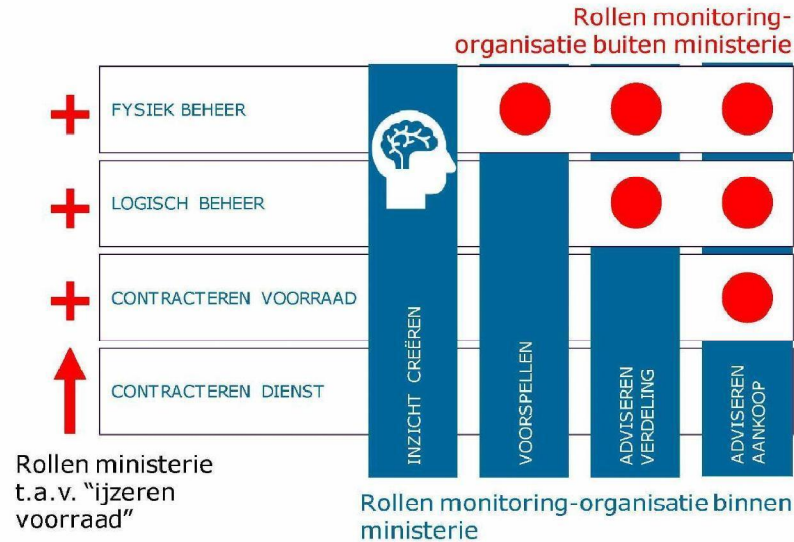 Rollen monitoring-
organisatie buiten ministerie
FYSIEK BEHEER
LOGISCH BEHEER
CONTRACTEREN VOORRAAD
CONTRACTEREN DIENST
INZICHT CREËREN
VOORSPELLEN
ADVISEREN
VERDELING
ADVISEREN
AANKOOP
Rollen ministerie
t.a.v. “ijzeren
voorraad”
Rollen monitoring-organisatie binnen
ministerie